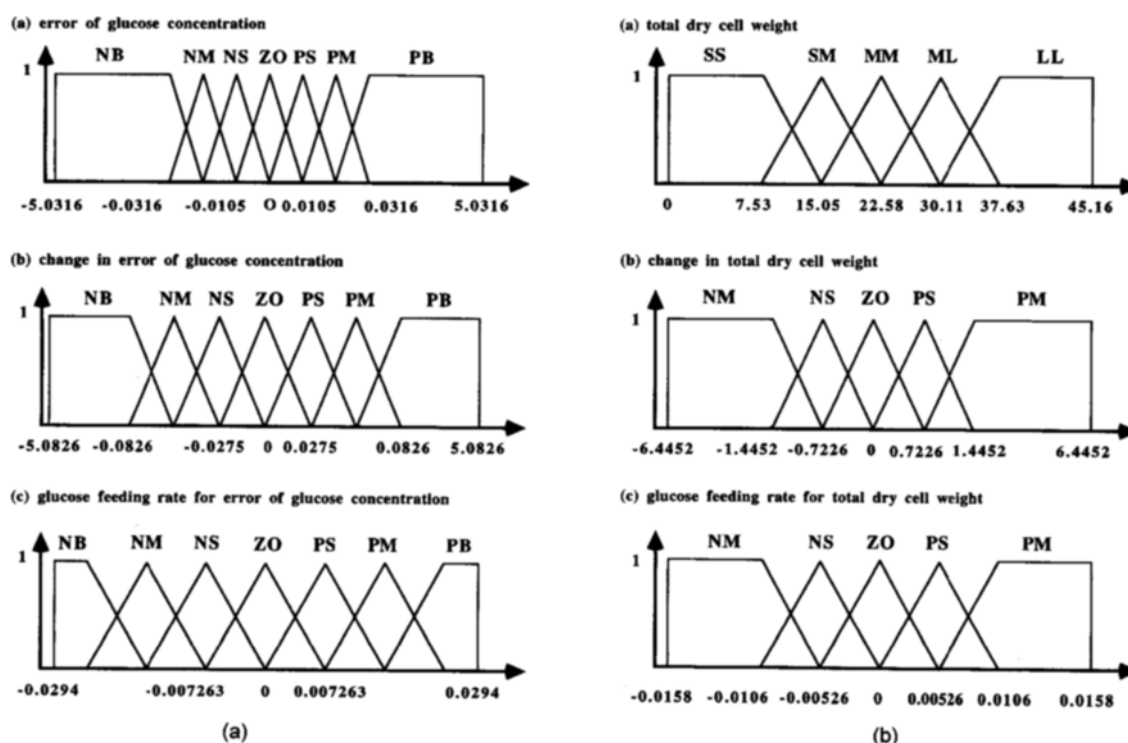 (a) error of glucose concentration
NB NM NS ZO PS PM PB
1
-5.0316 -0.0316 -0.0105 O 0.0105 0.0316 5.0316
(b) change in error of glucose concentration
NB NM NS ZO PS PM PB
1
-5.0826 -0.0826 -0.0275 0 0.0275 0.0826 5.0826
(c) glucose feeding rate for error of glucose concentration
NB NM NS ZO PS PM PB
1
-0.0294 -0.007263 0 0.007263 0.0294
(a)
(a) total dry cell weight
SS SM MM ML LL
1
0 7.53 15.05 22.58 30.11 37.63 45.16
(b) change in total dry cell weight
NM NS ZO PS PM
1
-6.4452 -1.4452 -0.7226 0 0.7226 1.4452 6.4452
(c) glucose feeding rate for total dry cell weight
NM NS ZO PS PM
1
-0.0158 -0.0106 -0.00526 0 0.00526 0.0106 0.0158
(b)